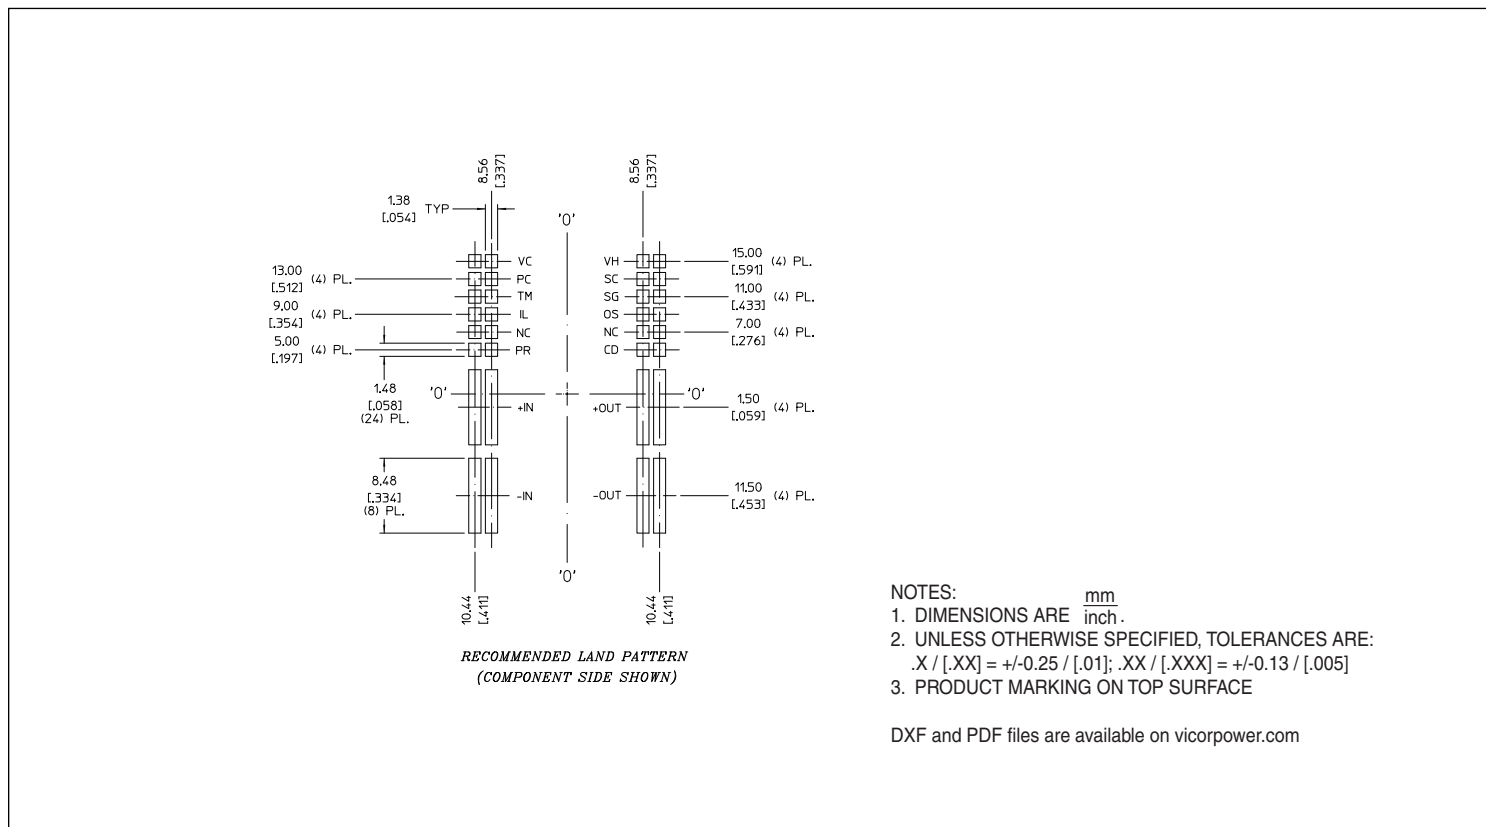 8.56
[.337]
8.56
[.337]
1.38
[.054]
TYP
'0'
VC
VH
15.00
[.591]
(4) PL.
13.00
[.512]
(4) PL.
PC
SC
TM
SG
11.00
[.433]
(4) PL.
9.00
[.354]
(4) PL.
IL
OS
NC
NC
7.00
[.276]
(4) PL.
5.00
[.197]
(4) PL.
PR
CD
1.48
[.058]
(24) PL.
'0'
'0'
+IN
+OUT
1.50
[.059]
(4) PL.
8.48
[.334]
(8) PL.
-IN
-OUT
11.50
[.453]
(4) PL.
'0'
10.44
[.411]
10.44
[.411]
RECOMMENDED LAND PATTERN
(COMPONENT SIDE SHOWN)
NOTES:
1. DIMENSIONS ARE mm
inch.
2. UNLESS OTHERWISE SPECIFIED, TOLERANCES ARE:
.X / [.XX] = +/-0.25 / [.01]; .XX / [.XXX] = +/-0.13 / [.005]
3. PRODUCT MARKING ON TOP SURFACE
DXF and PDF files are available on vicorpower.com